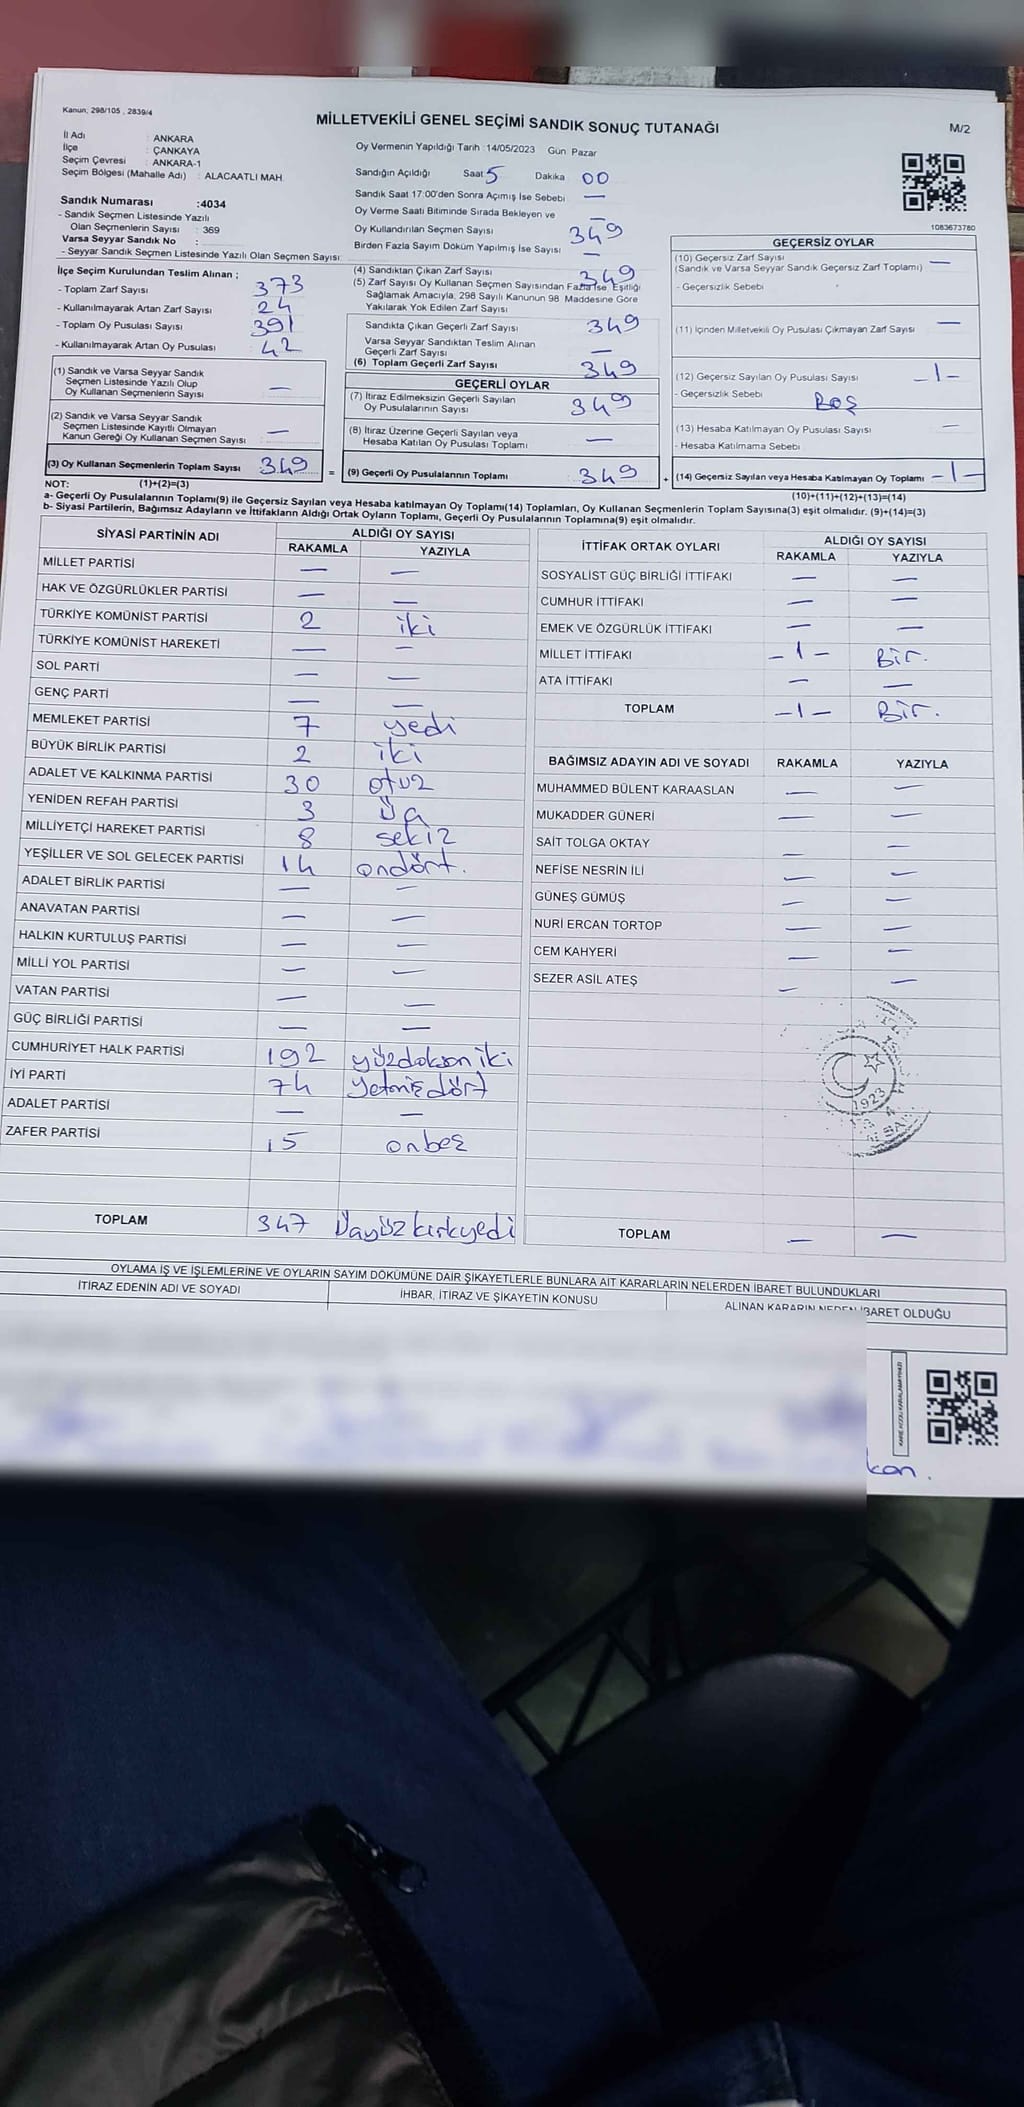 Kanun; 298/105 , 2839/4
MİLLETVEKİLİ GENEL SEÇİMİ SANDIK SONUÇ TUTANAĞI
M/2
İl Adı : ANKARA
İlçe : ÇANKAYA
Seçim Çevresi : ANKARA-1
Seçim Bölgesi (Mahalle Adı) : ALACAATLI MAH.
Oy Vermenin Yapıldığı Tarih :14/05/2023 Gün Pazar
Sandığın Açıldığı Saat 5 Dakika 00
Sandık Saat 17:00'den Sonra Açımış İse Sebebi —
Oy Verme Saati Bitiminde Sırada Bekleyen ve —
Oy Kullandırılan Seçmen Sayısı 349
Birden Fazla Sayım Döküm Yapılmış İse Sayısı —
1083673780
Sandık Numarası :4034
- Sandık Seçmen Listesinde Yazılı
Olan Seçmenlerin Sayısı : 369
Varsa Seyyar Sandık No :
- Seyyar Sandık Seçmen Listesinde Yazılı Olan Seçmen Sayısı:
İlçe Seçim Kurulundan Teslim Alınan ;
- Toplam Zarf Sayısı 373
- Kullanılmayarak Artan Zarf Sayısı 24
- Toplam Oy Pusulası Sayısı 391
- Kullanılmayarak Artan Oy Pusulası 42
(1) Sandık ve Varsa Seyyar Sandık
Seçmen Listesinde Yazılı Olup
Oy Kullanan Seçmenlerin Sayısı —
(2) Sandık ve Varsa Seyyar Sandık
Seçmen Listesinde Kayıtlı Olmayan
Kanun Gereği Oy Kullanan Seçmen Sayısı —
(3) Oy Kullanan Seçmenlerin Toplam Sayısı 349 =
(4) Sandıktan Çıkan Zarf Sayısı 349
(5) Zarf Sayısı Oy Kullanan Seçmen Sayısından Fazla İse, Eşitliği
Sağlamak Amacıyla, 298 Sayılı Kanunun 98. Maddesine Göre
Yakılarak Yok Edilen Zarf Sayısı
Sandıkta Çıkan Geçerli Zarf Sayısı 349
Varsa Seyyar Sandıktan Teslim Alınan
Geçerli Zarf Sayısı —
(6) Toplam Geçerli Zarf Sayısı 349
GEÇERLİ OYLAR
(7) İtiraz Edilmeksizin Geçerli Sayılan
Oy Pusulalarının Sayısı 349
(8) İtiraz Üzerine Geçerli Sayılan veya
Hesaba Katılan Oy Pusulası Toplamı —
(9) Geçerli Oy Pusulalarının Toplamı 349 +
GEÇERSİZ OYLAR
(10) Geçersiz Zarf Sayısı —
(Sandık ve Varsa Seyyar Sandık Geçersiz Zarf Toplamı)
- Geçersizlik Sebebi
(11) İçinden Milletvekili Oy Pusulası Çıkmayan Zarf Sayısı —
(12) Geçersiz Sayılan Oy Pusulası Sayısı -1-
- Geçersizlik Sebebi Boş
(13) Hesaba Katılmayan Oy Pusulası Sayısı —
- Hesaba Katılmama Sebebi
(14) Geçersiz Sayılan veya Hesaba Katılmayan Oy Toplamı -1-
NOT: (1)+(2)=(3) (10)+(11)+(12)+(13)=(14)
a- Geçerli Oy Pusulalarının Toplamı(9) ile Geçersiz Sayılan veya Hesaba katılmayan Oy Toplamı(14) Toplamları, Oy Kullanan Seçmenlerin Toplam Sayısına(3) eşit olmalıdır. (9)+(14)=(3)
b- Siyasi Partilerin, Bağımsız Adayların ve İttifakların Aldığı Ortak Oyların Toplamı, Geçerli Oy Pusulalarının Toplamına(9) eşit olmalıdır.
SİYASİ PARTİNİN ADI ALDIĞI OY SAYISI
RAKAMLA YAZIYLA
MİLLET PARTİSİ — —
HAK VE ÖZGÜRLÜKLER PARTİSİ — —
TÜRKİYE KOMÜNİST PARTİSİ 2 iki
TÜRKİYE KOMÜNİST HAREKETİ — —
SOL PARTİ — —
GENÇ PARTİ — —
MEMLEKET PARTİSİ 7 yedi
BÜYÜK BİRLİK PARTİSİ 2 iki
ADALET VE KALKINMA PARTİSİ 30 otuz
YENİDEN REFAH PARTİSİ 3 üç
MİLLİYETÇİ HAREKET PARTİSİ 8 sekiz
YEŞİLLER VE SOL GELECEK PARTİSİ 14 ondört.
ADALET BİRLİK PARTİSİ — —
ANAVATAN PARTİSİ — —
HALKIN KURTULUŞ PARTİSİ — —
MİLLİ YOL PARTİSİ — —
VATAN PARTİSİ — —
GÜÇ BİRLİĞİ PARTİSİ — —
CUMHURİYET HALK PARTİSİ 192 yüzdoksan iki
İYİ PARTİ 74 yetmişdört
ADALET PARTİSİ — —
ZAFER PARTİSİ 15 onbeş
TOPLAM 347 Üçyüzkırkyedi
İTTİFAK ORTAK OYLARI ALDIĞI OY SAYISI
RAKAMLA YAZIYLA
SOSYALİST GÜÇ BİRLİĞİ İTTİFAKI — —
CUMHUR İTTİFAKI — —
EMEK VE ÖZGÜRLÜK İTTİFAKI — —
MİLLET İTTİFAKI -1- Bir.
ATA İTTİFAKI — —
TOPLAM -1- Bir.
BAĞIMSIZ ADAYIN ADI VE SOYADI RAKAMLA YAZIYLA
MUHAMMED BÜLENT KARAASLAN — —
MUKADDER GÜNERİ — —
SAİT TOLGA OKTAY — —
NEFİSE NESRİN İLİ — —
GÜNEŞ GÜMÜŞ — —
NURİ ERCAN TORTOP — —
CEM KAHYERİ — —
SEZER ASİL ATEŞ — —
1923
TOPLAM — —
OYLAMA İŞ VE İŞLEMLERİNE VE OYLARIN SAYIM DÖKÜMÜNE DAİR ŞİKAYETLERLE BUNLARA AİT KARARLARIN NELERDEN İBARET BULUNDUKLARI
İTİRAZ EDENİN ADI VE SOYADI İHBAR, İTİRAZ VE ŞİKAYETİN KONUSU ALINAN KARARIN NEDEN İBARET OLDUĞU
KARE KODU KARALAMAYINIZ!
kan.